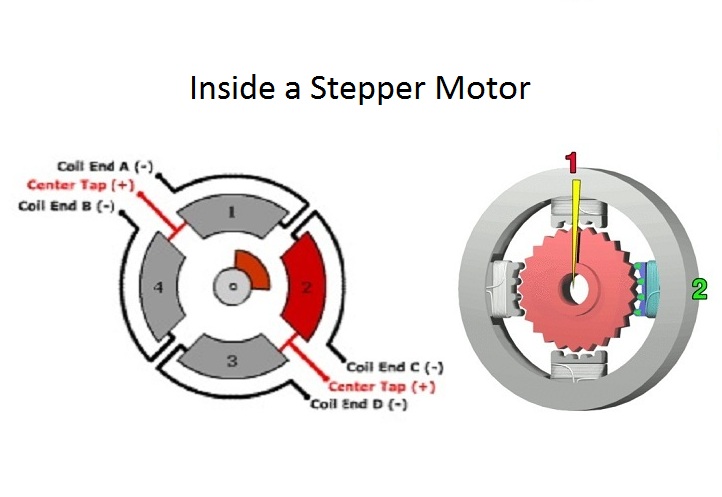 Inside a Stepper Motor
Coil End A (-)
Center Tap (+)
Coil End B (-)
1
2
3
4
Coil End C (-)
Center Tap (+)
Coil End D (-)
1
2